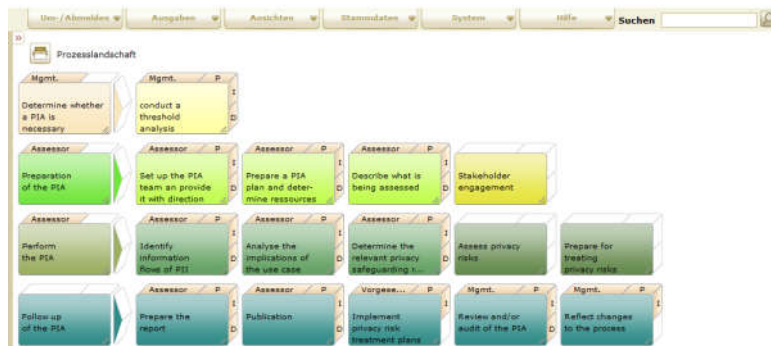 Um-/Abmelden Ausgaben Ansichten Stammdaten System Hilfe Suchen
Prozesslandschaft
Mgmt. Mgmt. P
I
D
Determine whether
a PIA is
necessary
conduct a
threshold
analysis
Assessor Assessor P Assessor P Assessor P
Preparation
of the PIA
Set up the PIA
team an provide
it with direction
I
D
Prepare a PIA
plan and deter-
mine ressources
I
D
Describe what is
being assessed
I
D
Stakeholder
engagement
Assessor Assessor P Assessor P Assessor P
Perform
the PIA
Identify
information
flows of PII
I
D
Analyse the
implications of
the use case
I
D
Determine the
relevant privacy
safeguarding r...
I
D
Assess privacy
risks
Prepare for
treating
privacy risks
Assessor P Assessor P Vorgese... P Mgmt. P Mgmt. P
Follow up
of the PIA
Prepare the
report
I
D
Publication
I
D
Implement
privacy risk
treatment plans
I
D
Review and/or
audit of the PIA
I
D
Reflect changes
to the process
I
D